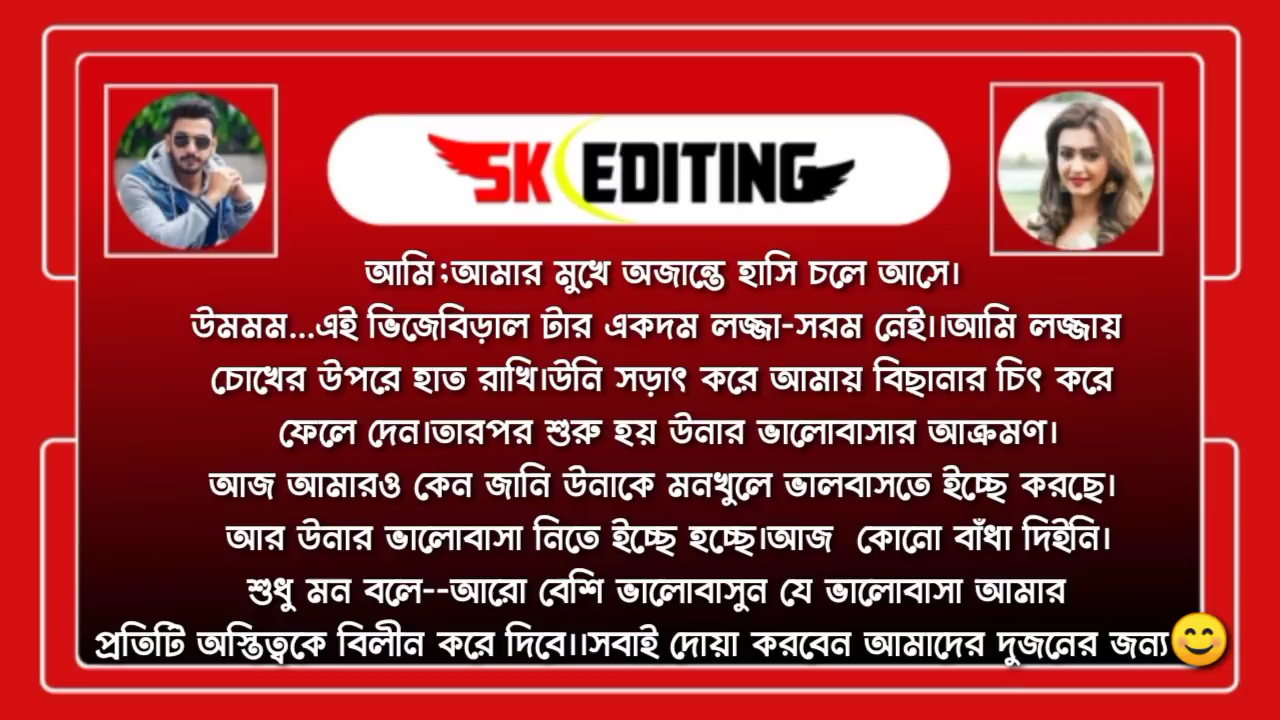 SK EDITING
আমি ;আমার মুখে অজান্তে হাসি চলে আসে।
উমমম...এই ভিজেবিড়াল টার একদম লজ্জা-সরম নেই।।আমি লজ্জায়
চোখের উপরে হাত রাখি।উনি সড়াৎ করে আমায় বিছানার চিৎ করে
ফেলে দেন।তারপর শুরু হয় উনার ভালোবাসার আক্রমণ।
আজ আমারও কেন জানি উনাকে মনখুলে ভালবাসতে ইচ্ছে করছে।
আর উনার ভালোবাসা নিতে ইচ্ছে হচ্ছে।আজ কোনো বাঁধা দিইনি।
শুধু মন বলে--আরো বেশি ভালোবাসুন যে ভালোবাসা আমার
প্রতিটি অস্তিত্বকে বিলীন করে দিবে।।সবাই দোয়া করবেন আমাদের দুজনের জন্য😊